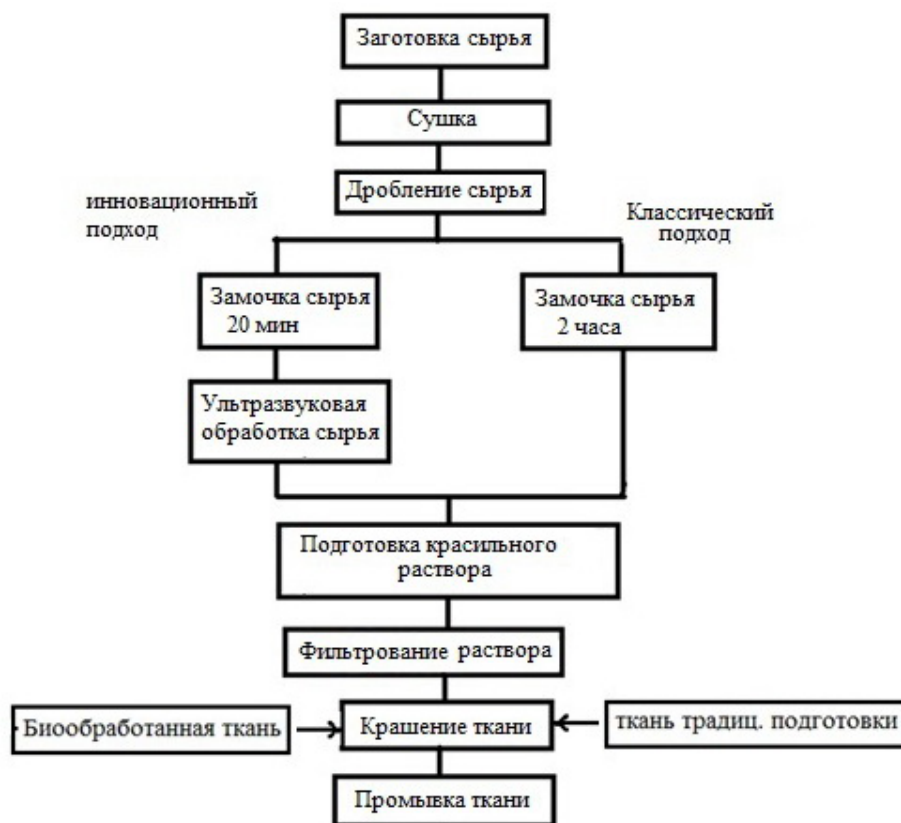 Заготовка сырья
Сушка
Дробление сырья
инновационный
подход
Классический
подход
Замочка сырья
20 мин
Замочка сырья
2 часа
Ультразвуковая
обработка сырья
Подготовка красильного
раствора
Фильтрование раствора
Биообработанная ткань
Крашение ткани
ткань традиц. подготовки
Промывка ткани